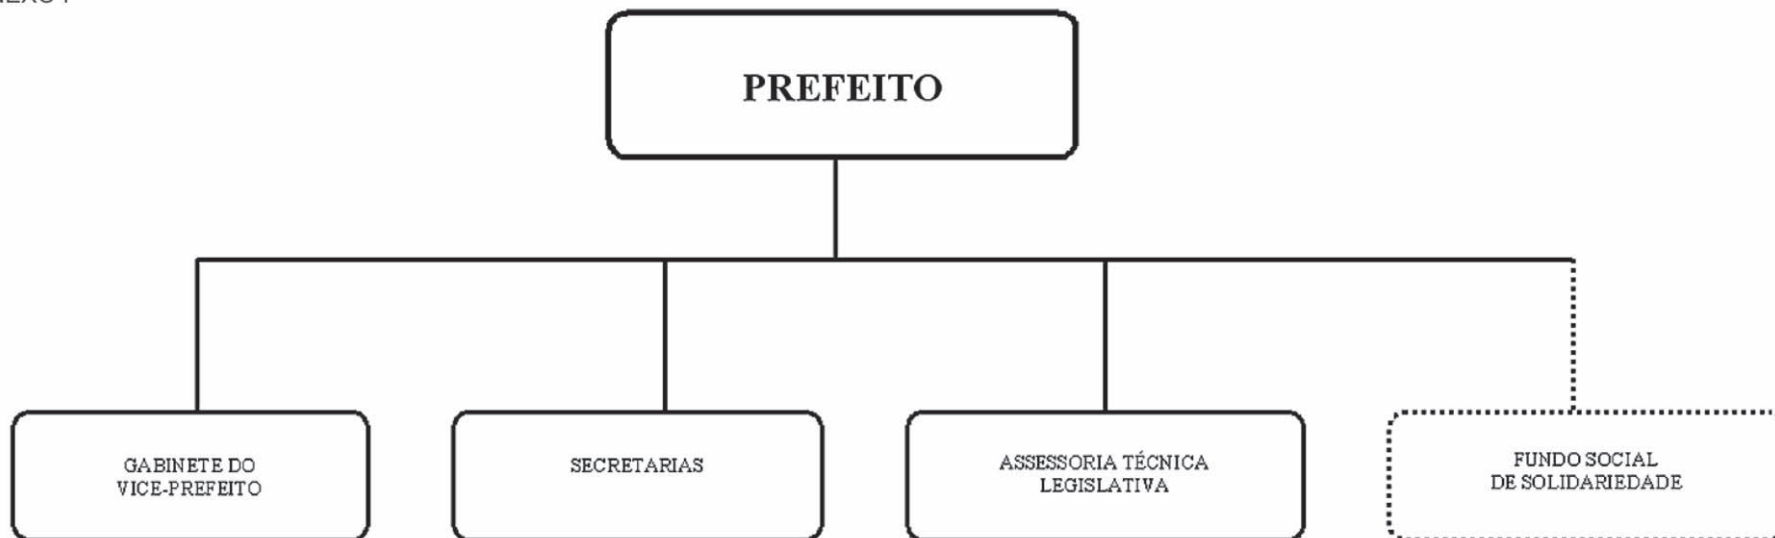 PREFEITO
GABINETE DO
VICE-PREFEITO
SECRETARIAS
ASSESSORIA TÉCNICA
LEGISLATIVA
FUNDO SOCIAL
DE SOLIDARIEDADE